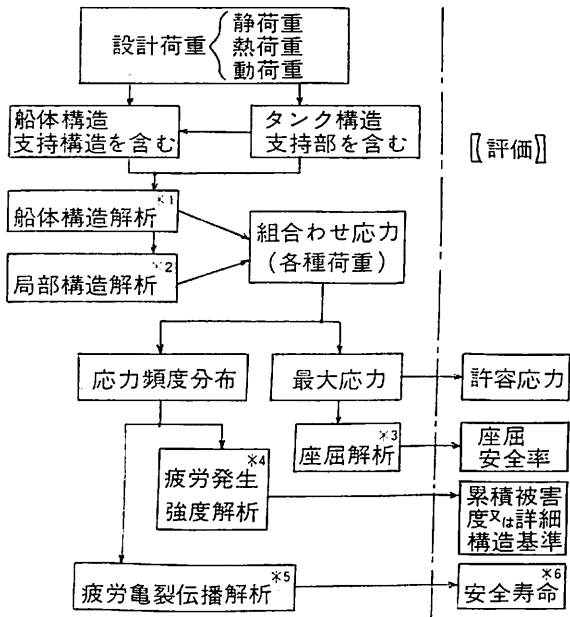 設計荷重
静荷重
熱荷重
動荷重
船体構造
支持構造を含む
タンク構造
支持部を含む
〚評価〛
船体構造解析*1
局部構造解析*2
組合わせ応力
(各種荷重)
応力頻度分布
最大応力
許容応力
座屈解析*3
座屈
安全率
疲労発生*4
強度解析
累積被害
度又は詳細
構造基準
疲労亀裂伝播解析*5
安全寿命*6